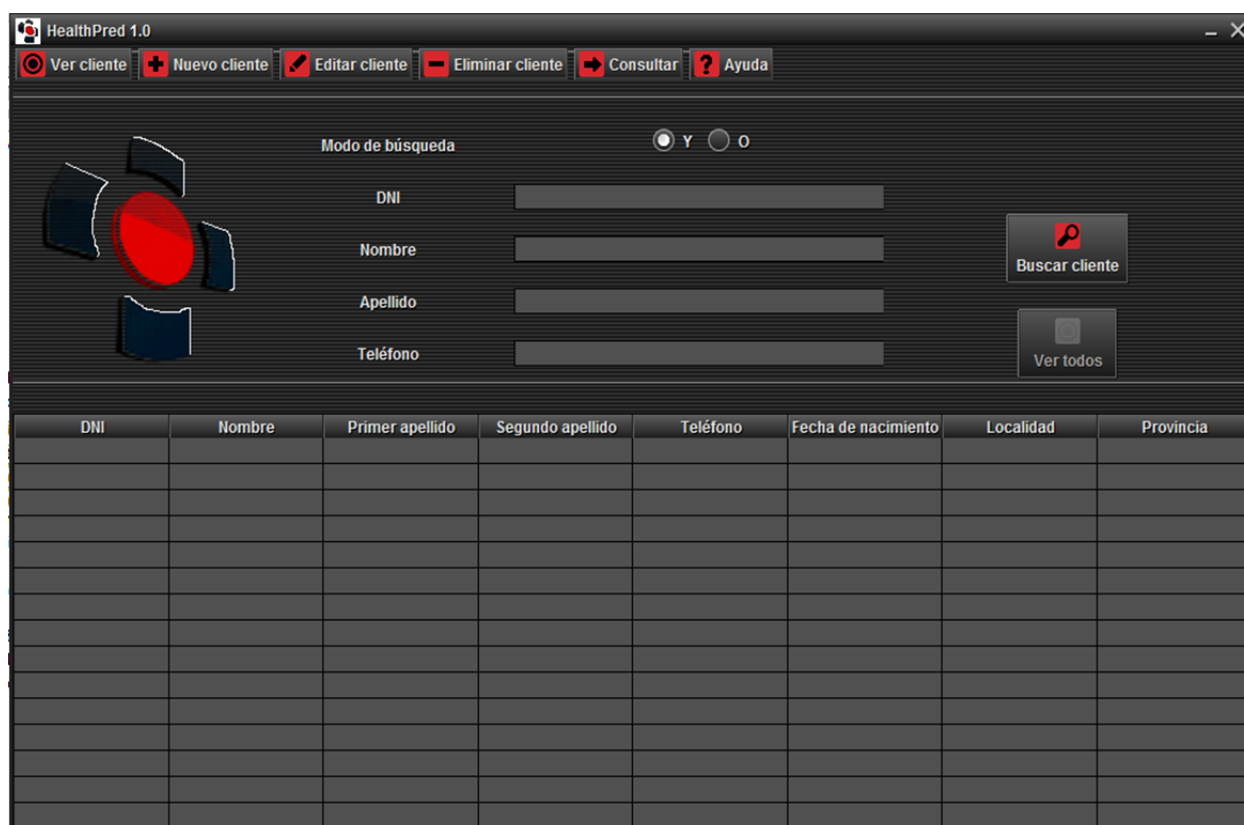 HealthPred 1.0
Ver cliente Nuevo cliente Editar cliente Eliminar cliente Consultar ? Ayuda
Modo de búsqueda Y O
DNI
Nombre
Buscar cliente
Apellido
Teléfono
Ver todos
DNI Nombre Primer apellido Segundo apellido Teléfono Fecha de nacimiento Localidad Provincia